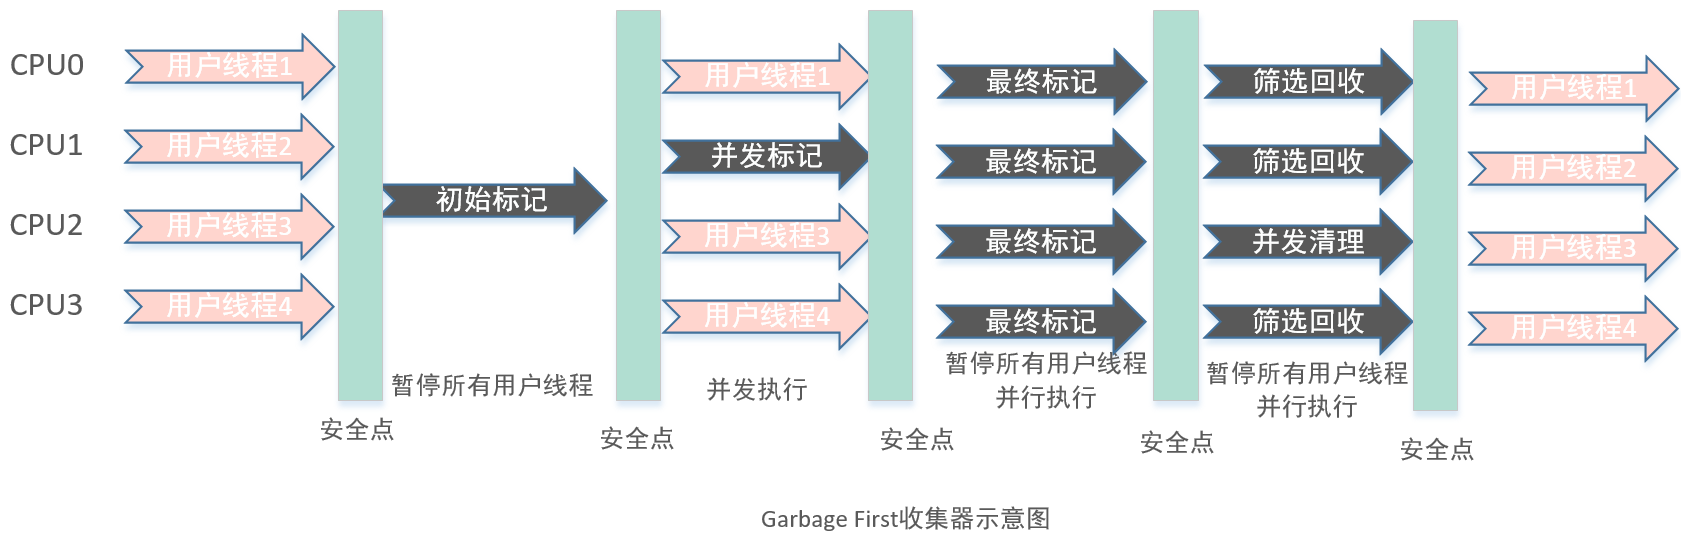 CPU0
用户线程1
用户线程1
最终标记
筛选回收
用户线程1
CPU1
用户线程2
并发标记
最终标记
筛选回收
用户线程2
初始标记
CPU2
用户线程3
用户线程3
最终标记
并发清理
用户线程3
CPU3
用户线程4
用户线程4
最终标记
筛选回收
用户线程4
暂停所有用户线程
并发执行
暂停所有用户线程
并行执行
暂停所有用户线程
并行执行
安全点
安全点
安全点
安全点
安全点
Garbage First收集器示意图